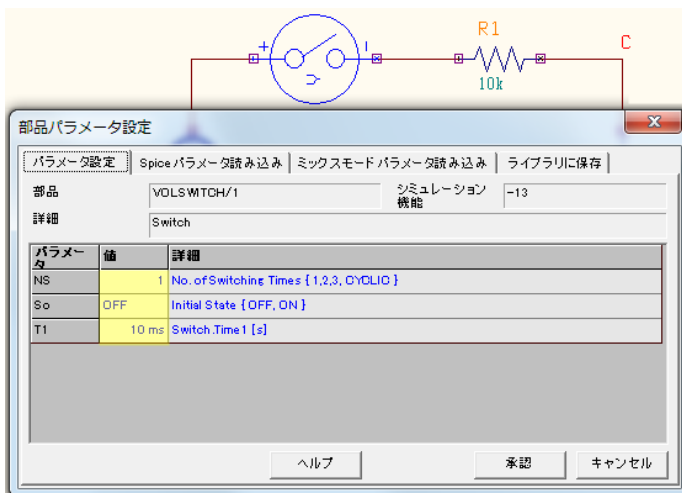 R1
C
10k
部品パラメータ設定
パラメータ設定 Spice パラメータ読み込み ミックスモード パラメータ読み込み ライブラリに保存
部品 VOLSWITCH/1 シミュレーション機能 -13
詳細 Switch
パラメータ 値 詳細
NS 1 No. of Switching Times { 1,2,3, CYCLIC }
So OFF Initial State { OFF, ON }
T1 10 ms Switch.Time1 [s]
ヘルプ 承認 キャンセル